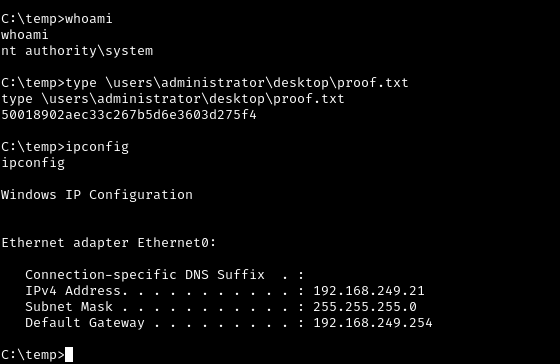 C:\temp>whoami
whoami
nt authority\system
C:\temp>type \users\administrator\desktop\proof.txt
type \users\administrator\desktop\proof.txt
50018902aec33c267b5d6e3603d275f4
C:\temp>ipconfig
ipconfig
Windows IP Configuration
Ethernet adapter Ethernet0:
   Connection-specific DNS Suffix  . :
   IPv4 Address. . . . . . . . . . . : 192.168.249.21
   Subnet Mask . . . . . . . . . . . : 255.255.255.0
   Default Gateway . . . . . . . . . : 192.168.249.254
C:\temp>